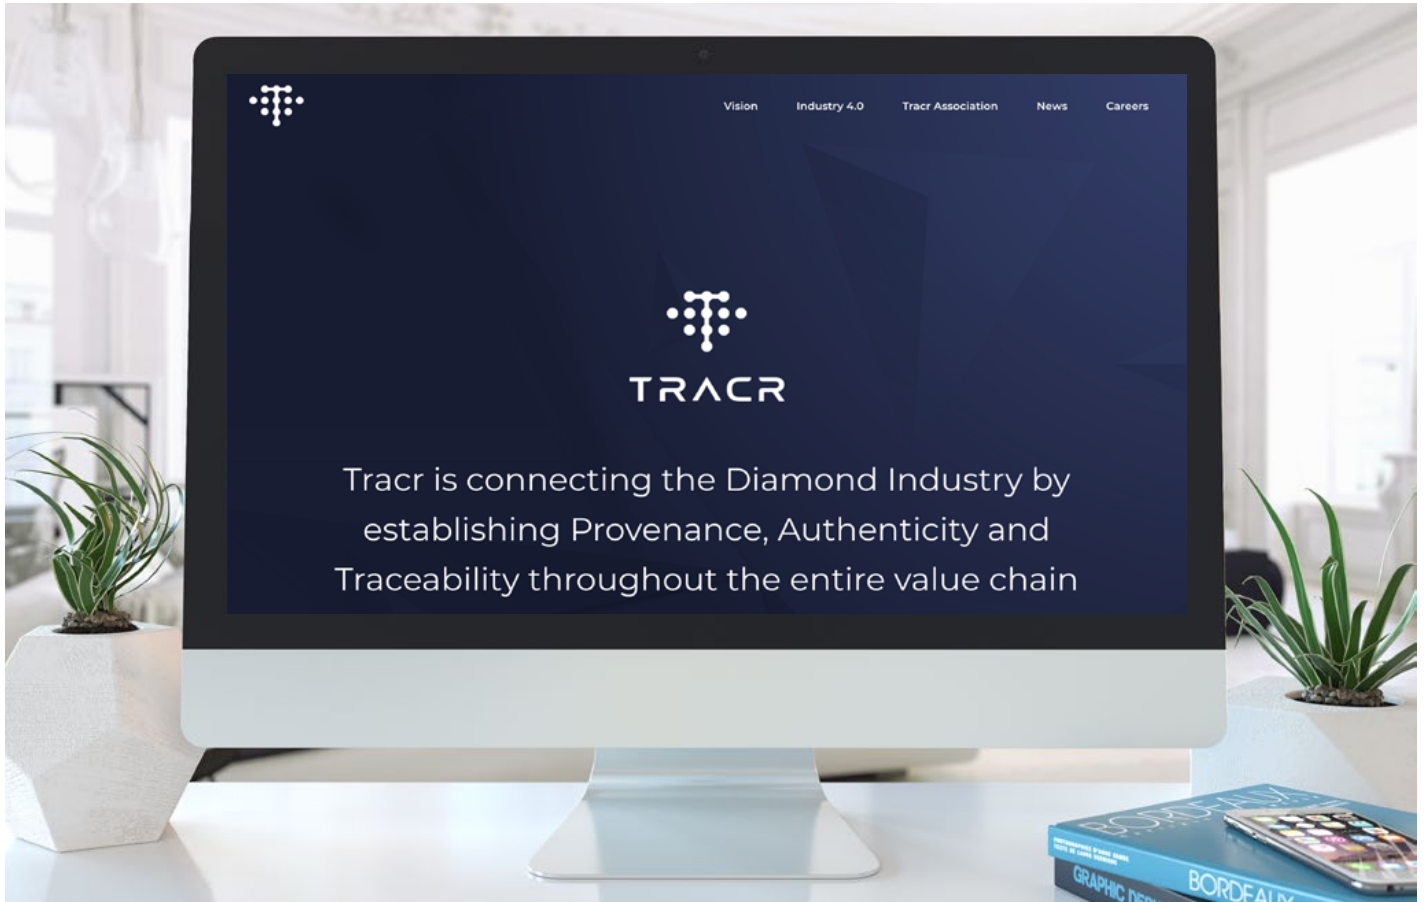 Vision Industry 4.0 Tracr Association News Careers
TRACR
Tracr is connecting the Diamond Industry by
establishing Provenance, Authenticity and
Traceability throughout the entire value chain
BORDEAUX
GRAPHIC
BORDEAUX